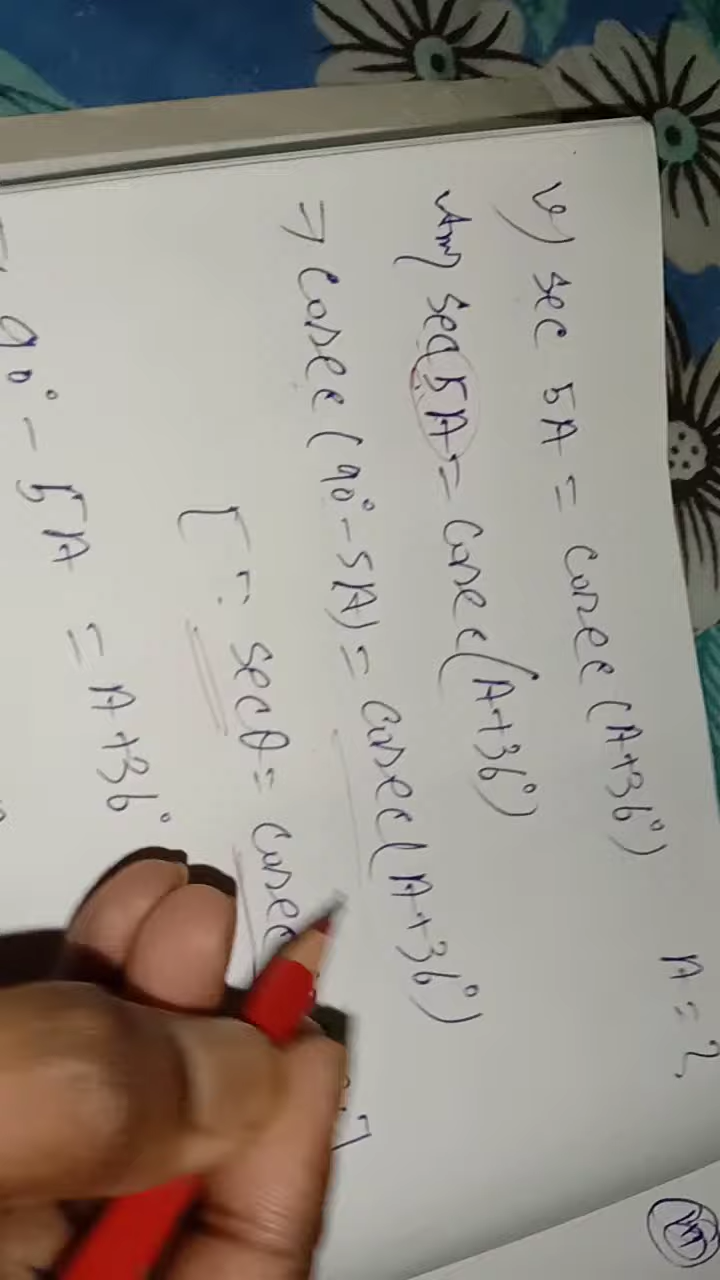 v) sec 5A = cosec (A+36°) A = ?
Ans) sec 5A = cosec (A+36°)
⇒ cosec (90° - 5A) = cosec (A+36°)
[∵ secθ = cosec
90° - 5A = A+36°